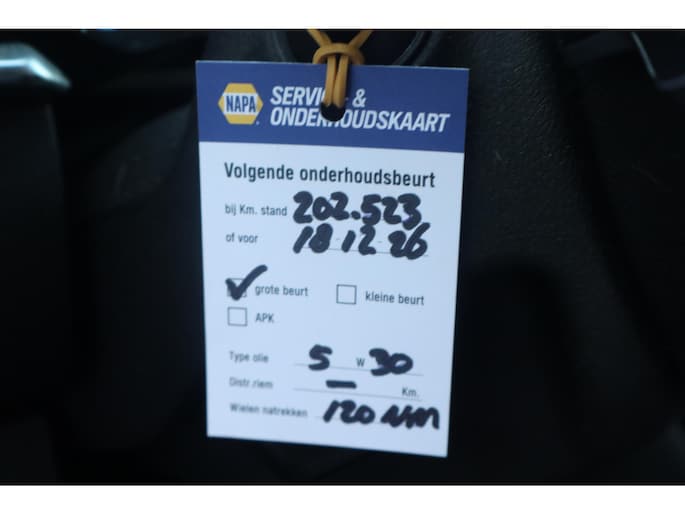 NAPA
SERVICE- &
ONDERHOUDSKAART
Volgende onderhoudsbeurt
bij Km. stand 202.523
of voor 18-12-26
grote beurt
kleine beurt
APK
Type olie 5 W 30
Distr.riem - Km.
Wielen natrekken 120 NM